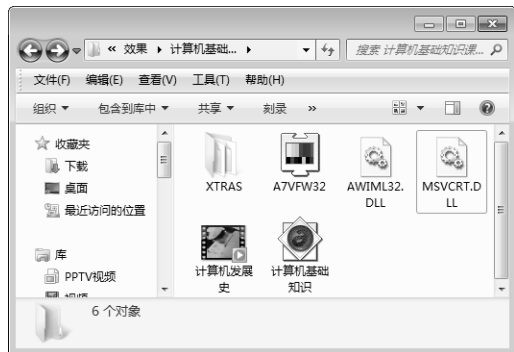 « 效果 ▸ 计算机基础... ▸ 搜索 计算机基础知识课...
文件(F) 编辑(E) 查看(V) 工具(T) 帮助(H)
组织 ▼ 包含到库中 ▼ 共享 ▼ 刻录 »
收藏夹
下载
桌面
最近访问的位置
库
PPTV视频
XTRAS
A7VFW32
AWIML32.
DLL
MSVCRT.D
LL
计算机发展
史
计算机基础
知识
6 个对象